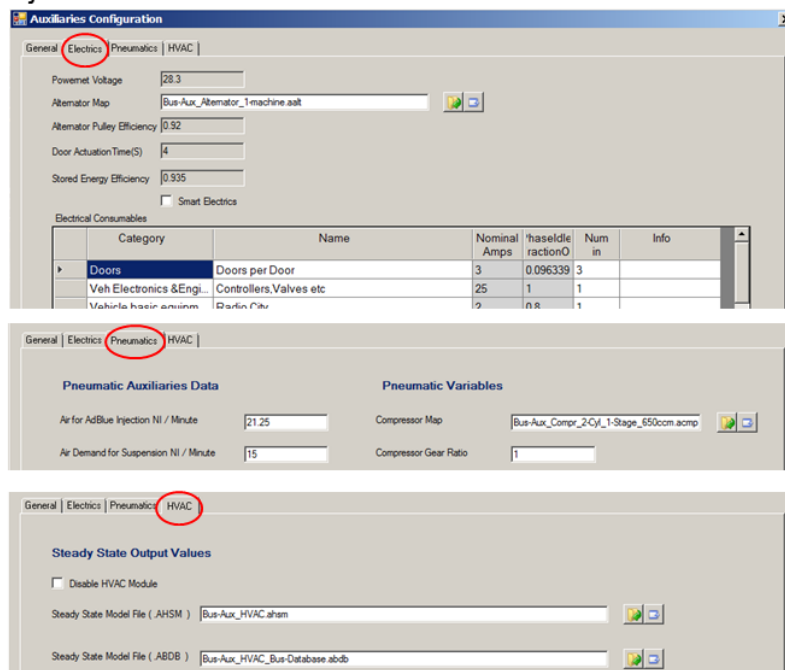 Auxiliaries Configuration
General Electrics Pneumatics HVAC
Powernet Voltage 28.3
Alternator Map Bus-Aux_Alternator_1-machine.aalt
Alternator Pulley Efficiency 0.92
Door ActuationTime(S) 4
Stored Energy Efficiency 0.935
Smart Electrics
Electrical Consumables
Category Name Nominal Amps haseIdle ractionO Num in Info
Doors Doors per Door 3 0.096339 3
Veh Electronics &Engi... Controllers,Valves etc 25 1 1
Vehicle basic equipm Radio City 2 0.8 1
General Electrics Pneumatics HVAC
Pneumatic Auxiliaries Data Pneumatic Variables
Air for AdBlue Injection NI / Minute 21.25 Compressor Map Bus-Aux_Compr_2-Cyl_1-Stage_650ccm.acmp
Air Demand for Suspension NI / Minute 15 Compressor Gear Ratio 1
General Electrics Pneumatics HVAC
Steady State Output Values
Disable HVAC Module
Steady State Model File ( .AHSM ) Bus-Aux_HVAC.ahsm
Steady State Model File ( .ABDB ) Bus-Aux_HVAC_Bus-Database.abdb